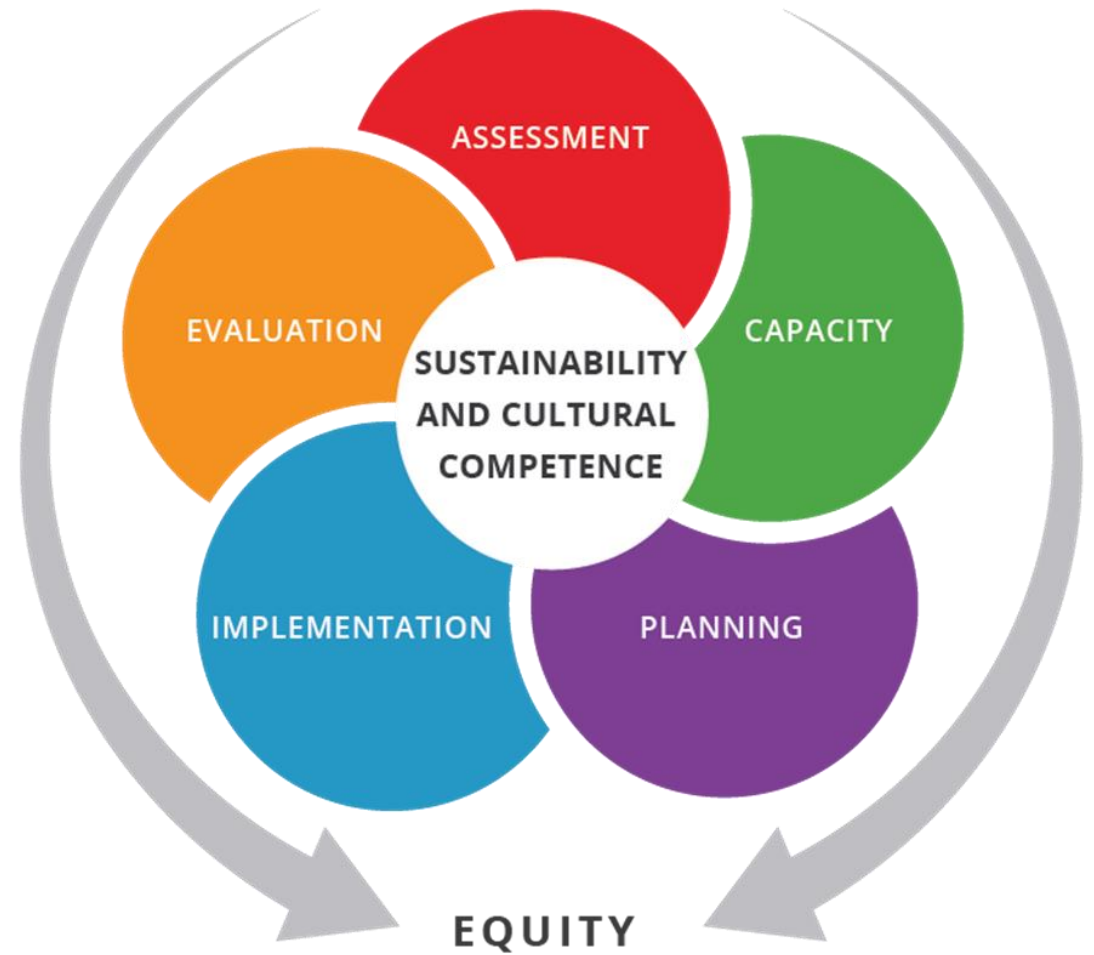 ASSESSMENT
EVALUATION
CAPACITY
SUSTAINABILITY
AND CULTURAL
COMPETENCE
IMPLEMENTATION
PLANNING
EQUITY